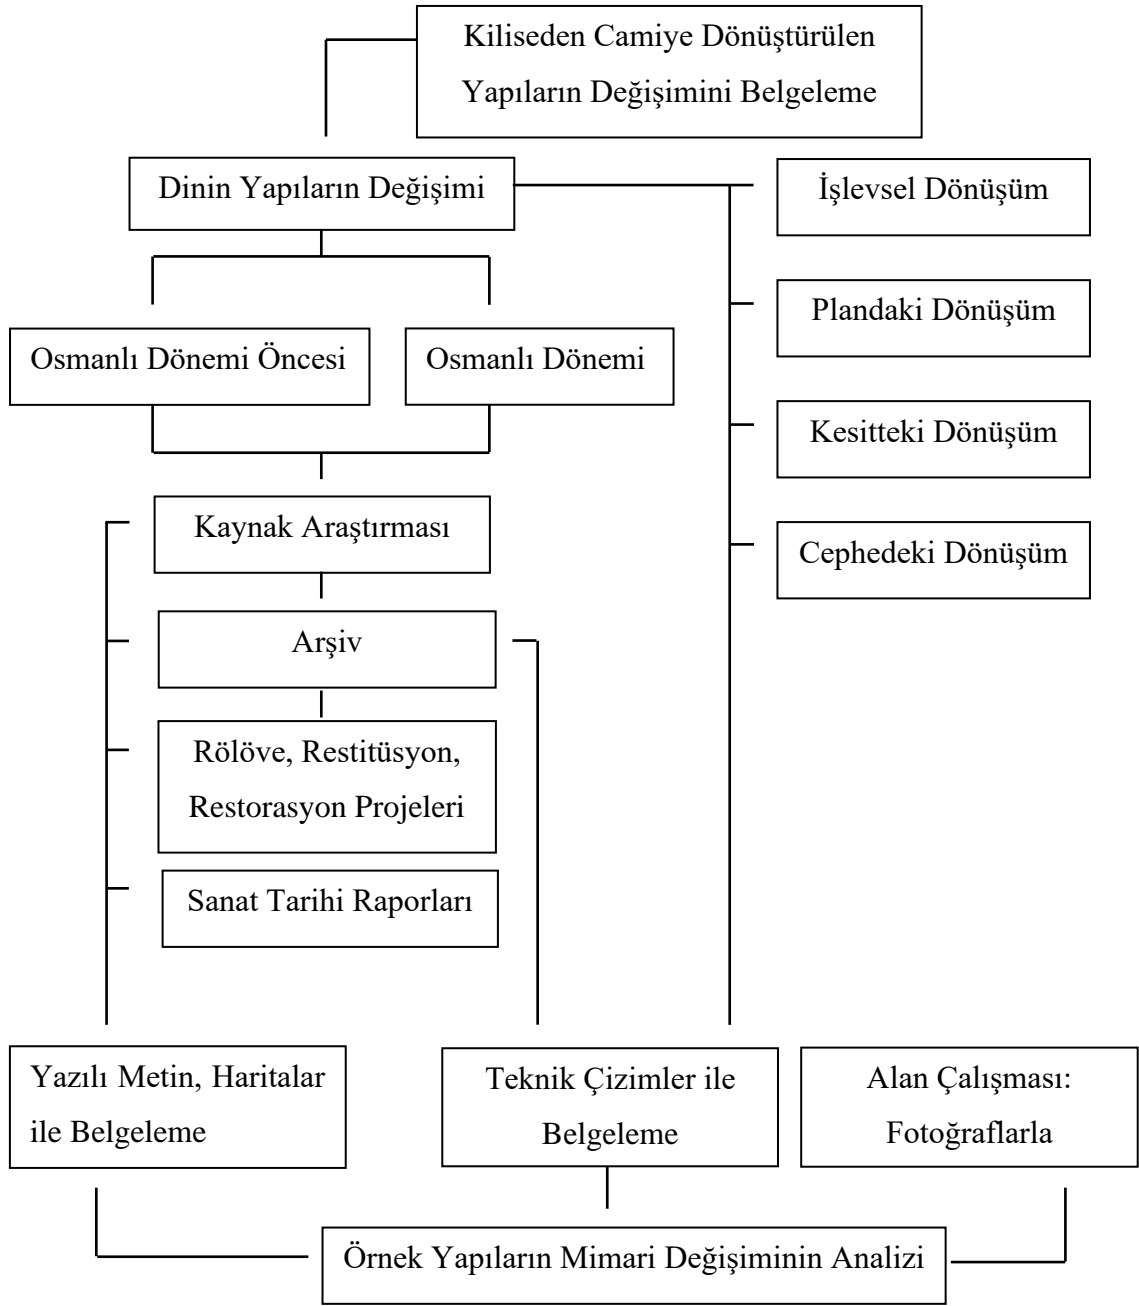 Kiliseden Camiye Dönüştürülen
Yapıların Değişimini Belgeleme
Dinin Yapıların Değişimi
İşlevsel Dönüşüm
Plandaki Dönüşüm
Osmanlı Dönemi Öncesi
Osmanlı Dönemi
Kesitteki Dönüşüm
Kaynak Araştırması
Cephedeki Dönüşüm
Arşiv
Rölöve, Restitüsyon,
Restorasyon Projeleri
Sanat Tarihi Raporları
Yazılı Metin, Haritalar
ile Belgeleme
Teknik Çizimler ile
Belgeleme
Alan Çalışması:
Fotoğraflarla
Örnek Yapıların Mimari Değişiminin Analizi